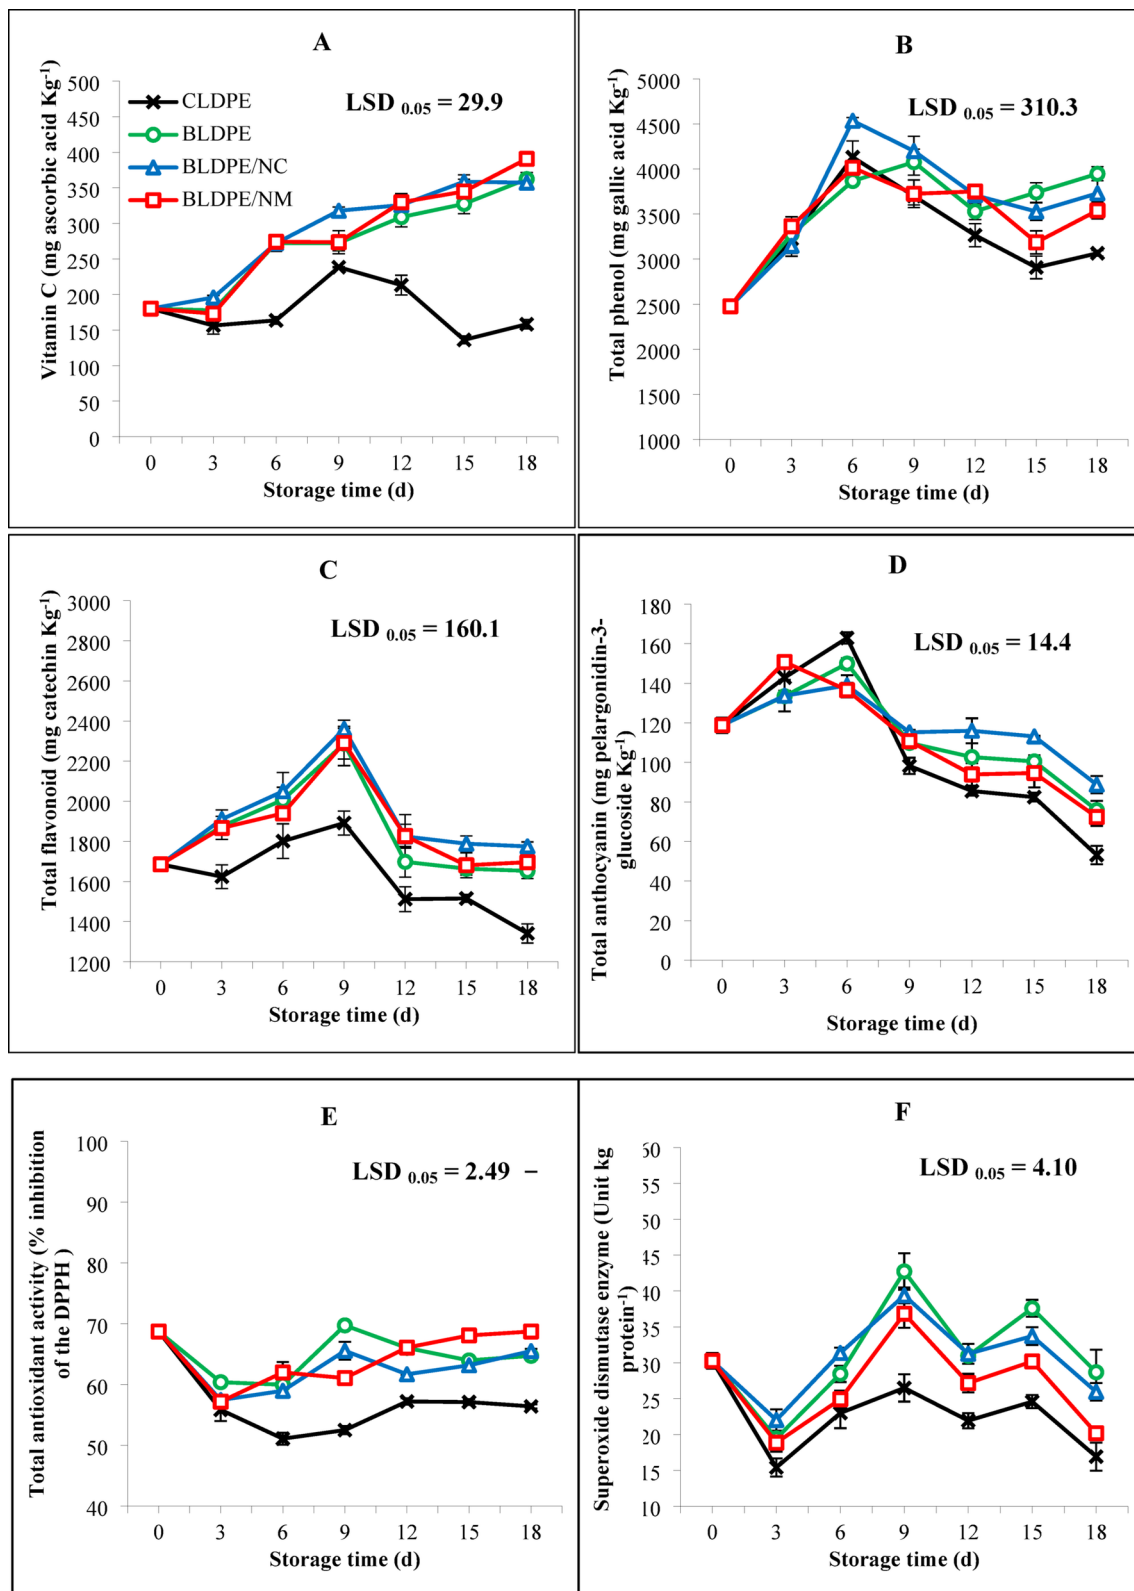 A
Vitamin C (mg ascorbic acid Kg-1)
500
450
400
350
300
250
200
150
100
50
0
CLDPE
BLDPE
BLDPE/NC
BLDPE/NM
LSD 0.05 = 29.9
0 3 6 9 12 15 18
Storage time (d)
B
Total phenol (mg gallic acid Kg-1)
5000
4500
4000
3500
3000
2500
2000
1500
1000
LSD 0.05 = 310.3
0 3 6 9 12 15 18
Storage time (d)
C
Total flavonoid (mg catechin Kg-1)
3000
2800
2600
2400
2200
2000
1800
1600
1400
1200
LSD 0.05 = 160.1
0 3 6 9 12 15 18
Storage time (d)
D
Total anthocyanin (mg pelargonidin-3-
glucoside Kg-1)
180
160
140
120
100
80
60
40
20
0
LSD 0.05 = 14.4
0 3 6 9 12 15 18
Storage time (d)
E
Total antioxidant activity (% inhibition
of the DPPH )
100
90
80
70
60
50
40
LSD 0.05 = 2.49
0 3 6 9 12 15 18
Storage time (d)
F
Superoxide dismutase enzyme (Unit kg
protein-1)
60
55
50
45
40
35
30
25
20
15
10
LSD 0.05 = 4.10
0 3 6 9 12 15 18
Storage time (d)